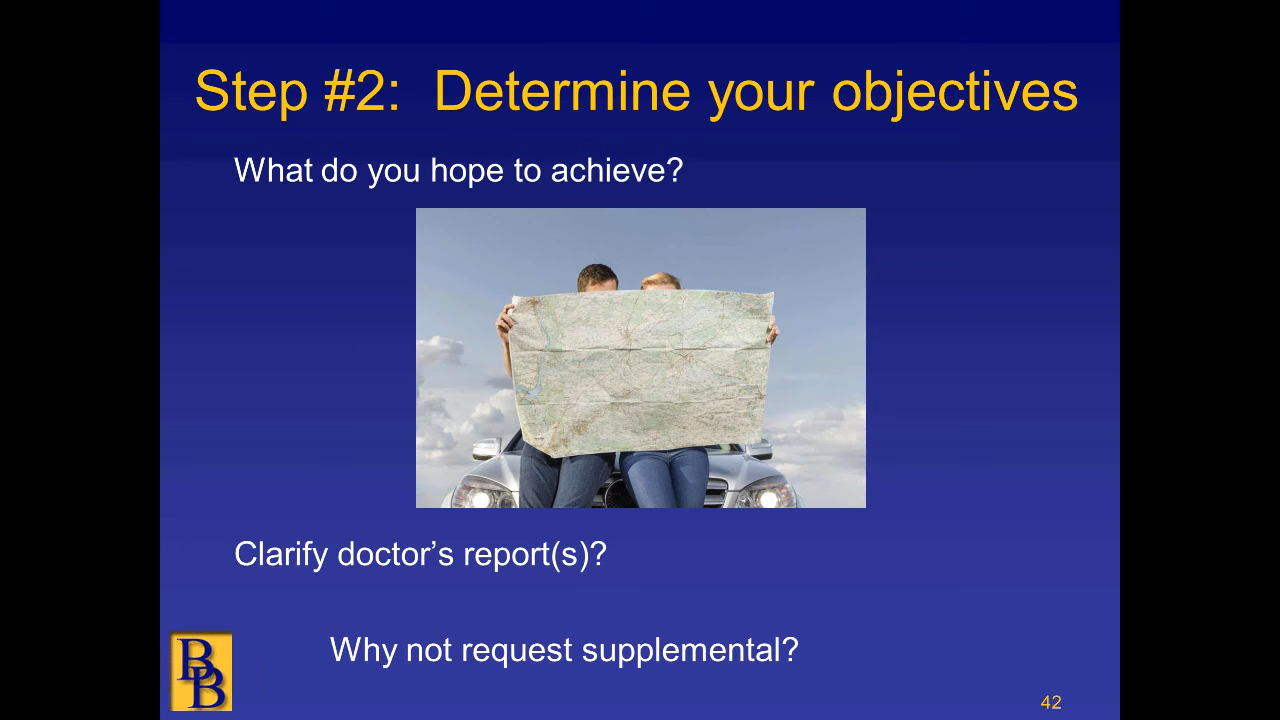 Step #2: Determine your objectives
What do you hope to achieve?
Clarify doctor’s report(s)?
Why not request supplemental?
BB
42